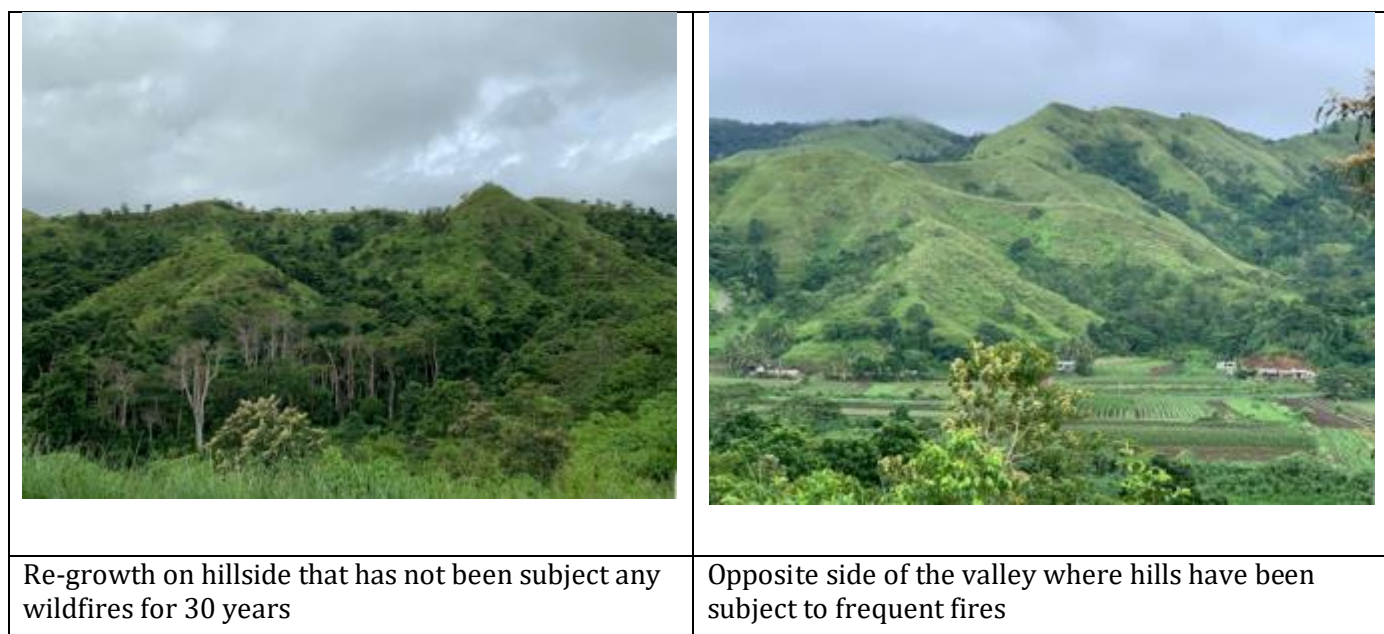 Re-growth on hillside that has not been subject any
wildfires for 30 years
Opposite side of the valley where hills have been
subject to frequent fires